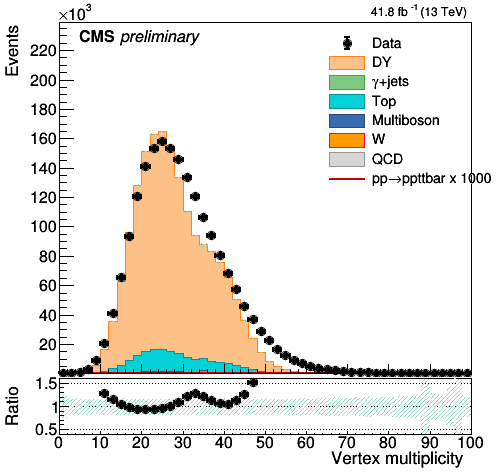 ×10³
41.8 fb⁻¹ (13 TeV)
CMS preliminary
Events
220
200
180
160
140
120
100
80
60
40
20
Data
DY
γ+jets
Top
Multiboson
W
QCD
pp→ppttbar x 1000
Ratio
1.5
1
0.5
0 10 20 30 40 50 60 70 80 90 100
Vertex multiplicity